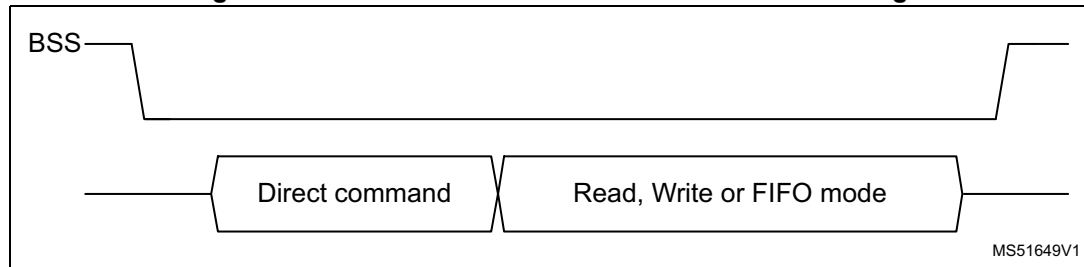 BSS
Direct command
Read, Write or FIFO mode
MS51649V1